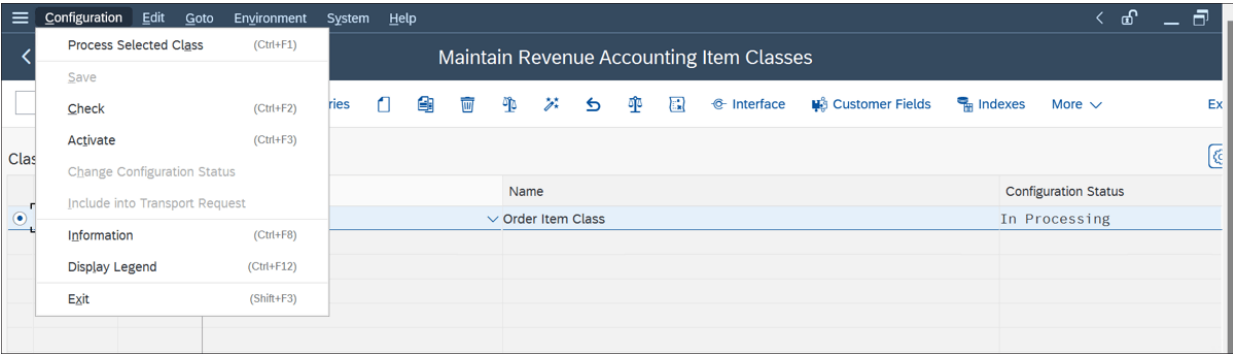 Configuration Edit Goto Environment System Help
Maintain Revenue Accounting Item Classes
Process Selected Class (Ctrl+F1)
Save
Check (Ctrl+F2)
Activate (Ctrl+F3)
Change Configuration Status
Include into Transport Request
Information (Ctrl+F8)
Display Legend (Ctrl+F12)
Exit (Shift+F3)
ries Interface Customer Fields Indexes More Ex
Clas
Name Configuration Status
Order Item Class In Processing